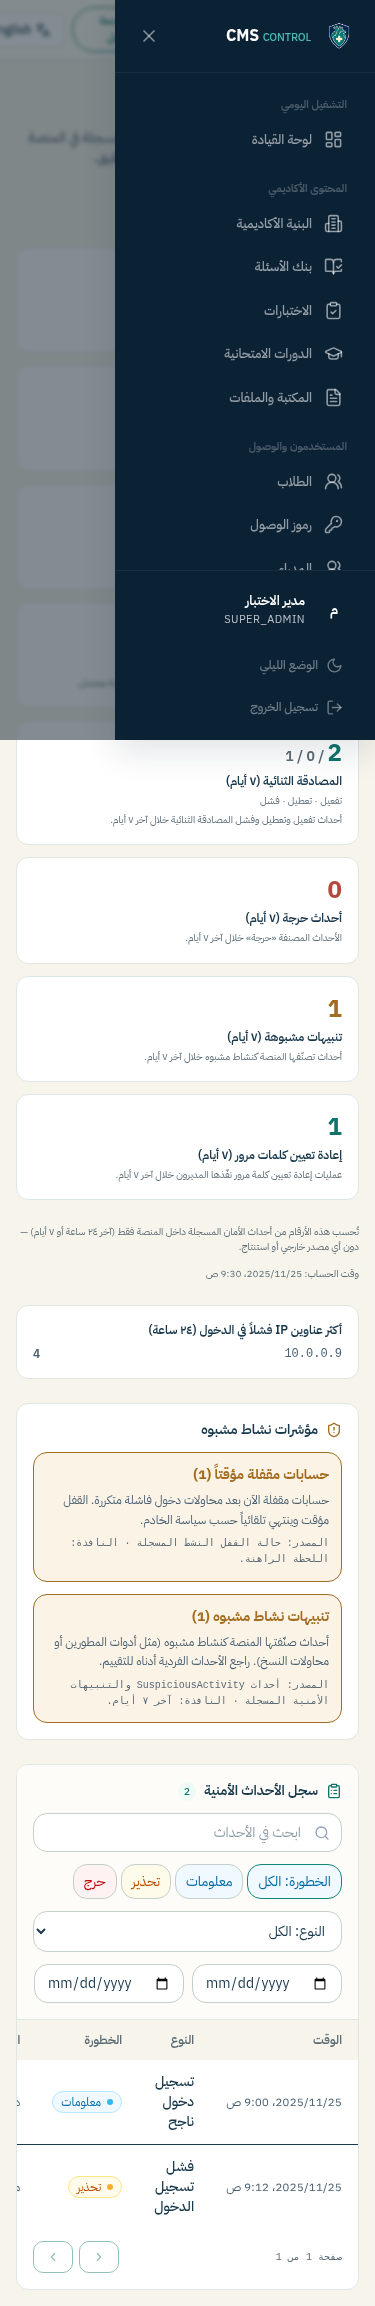 CMS CONTROL
English
التشغيل اليومي
لوحة القيادة
المحتوى الأكاديمي
البنية الأكاديمية
بنك الأسئلة
الاختبارات
الدورات الامتحانية
المكتبة والملفات
المستخدمون والوصول
الطلاب
رموز الوصول
مدير الاختبار
SUPER_ADMIN
م
الوضع الليلي
تسجيل الخروج
2 / 0 / 1
المصادقة الثنائية (٧ أيام)
تفعيل · تعطيل · فشل
أحداث تفعيل وتعطيل وفشل المصادقة الثنائية خلال آخر ٧ أيام.
0
أحداث حرجة (٧ أيام)
الأحداث المصنفة «حرجة» خلال آخر ٧ أيام.
1
تنبيهات مشبوهة (٧ أيام)
أحداث تصنّفها المنصة كنشاط مشبوه خلال آخر ٧ أيام.
1
إعادة تعيين كلمات مرور (٧ أيام)
عمليات إعادة تعيين كلمة مرور نفّذها المديرون خلال آخر ٧ أيام.
تُحسب هذه الأرقام من أحداث الأمان المسجلة داخل المنصة فقط (آخر ٢٤ ساعة أو ٧ أيام) —
دون أي مصدر خارجي أو استنتاج.
وقت الحساب: 2025/11/25، 9:30 ص
أكثر عناوين IP فشلاً في الدخول (٢٤ ساعة)
10.0.0.9 4
مؤشرات نشاط مشبوه
حسابات مقفلة مؤقتاً (1)
حسابات مقفلة الآن بعد محاولات دخول فاشلة متكررة. القفل
مؤقت وينتهي تلقائياً حسب سياسة الخادم.
المصدر: حالة القفل النشط المسجلة · النافذة:
اللحظة الراهنة.
تنبيهات نشاط مشبوه (1)
أحداث صنّفتها المنصة كنشاط مشبوه (مثل أدوات المطورين أو
محاولات النسخ). راجع الأحداث الفردية أدناه للتقييم.
المصدر: أحداث SuspiciousActivity والتنبيهات
الأمنية المسجلة · النافذة: آخر ٧ أيام.
سجل الأحداث الأمنية 2
ابحث في الأحداث
الخطورة: الكل معلومات تحذير حرج
النوع: الكل
mm/dd/yyyy mm/dd/yyyy
الوقت النوع الخطورة
2025/11/25، 9:00 ص تسجيل دخول ناجح معلومات
2025/11/25، 9:12 ص فشل تسجيل الدخول تحذير
صفحة 1 من 1